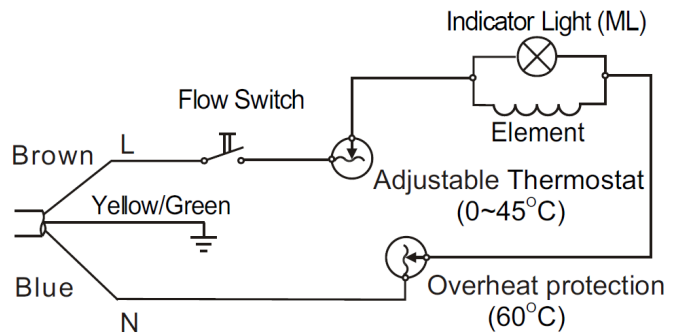 Indicator Light (ML)
Flow Switch
L
Brown
Element
Yellow/Green
Adjustable Thermostat
(0~45°C)
Blue
Overheat protection
(60°C)
N